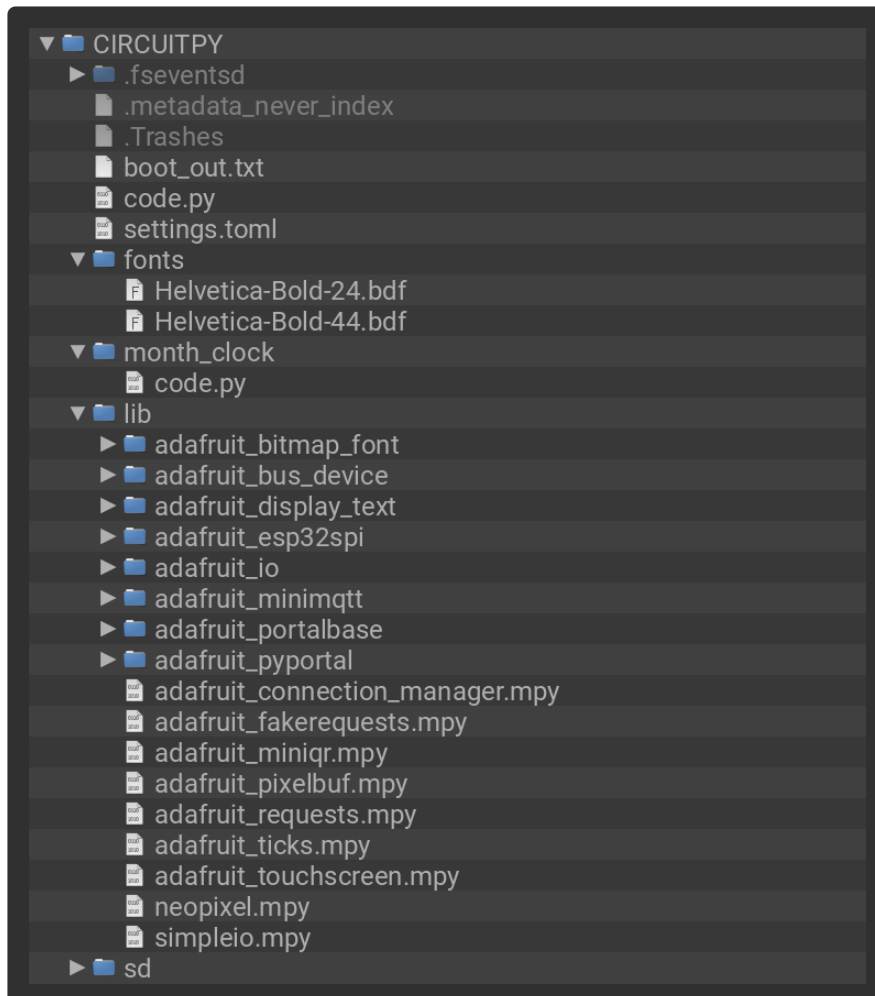 CIRCUITPY
.fseventsd
.metadata_never_index
.Trashes
boot_out.txt
code.py
settings.toml
fonts
Helvetica-Bold-24.bdf
Helvetica-Bold-44.bdf
month_clock
code.py
lib
adafruit_bitmap_font
adafruit_bus_device
adafruit_display_text
adafruit_esp32spi
adafruit_io
adafruit_minimqtt
adafruit_portalbase
adafruit_pyportal
adafruit_connection_manager.mpy
adafruit_fakerequests.mpy
adafruit_miniqr.mpy
adafruit_pixelbuf.mpy
adafruit_requests.mpy
adafruit_ticks.mpy
adafruit_touchscreen.mpy
neopixel.mpy
simpleio.mpy
sd